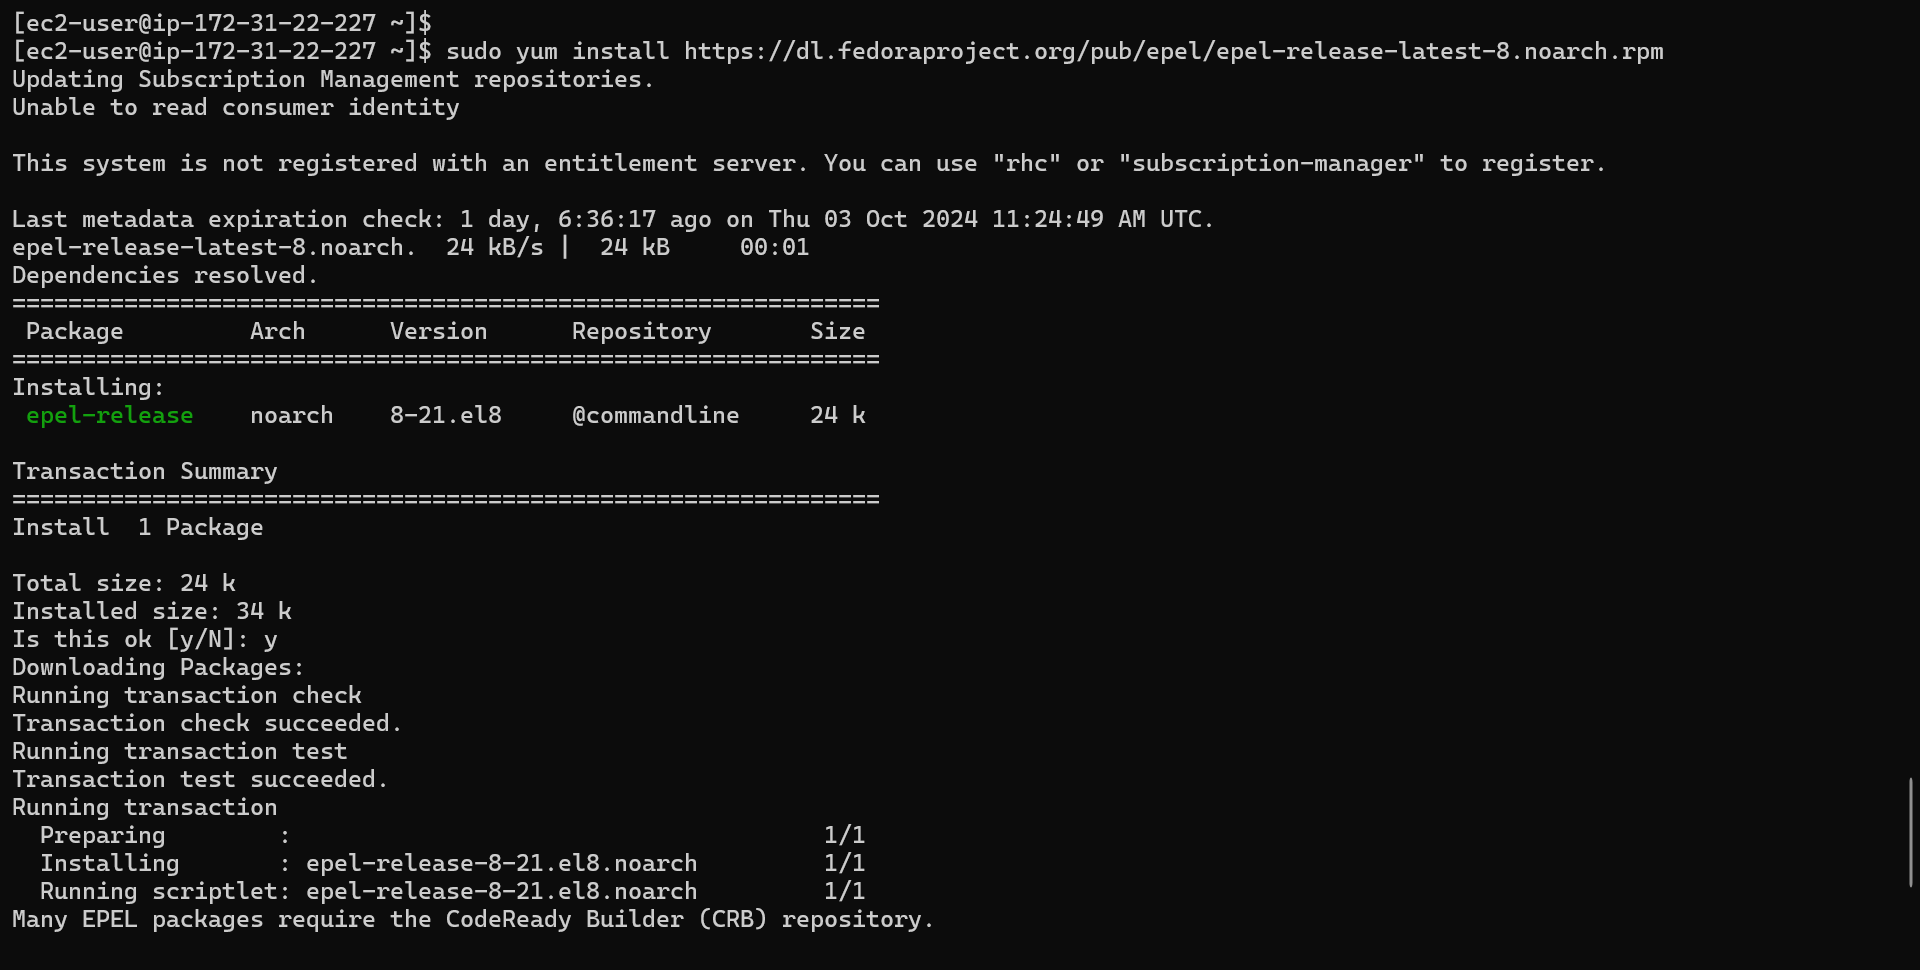 [ec2-user@ip-172-31-22-227 ~]$
[ec2-user@ip-172-31-22-227 ~]$ sudo yum install https://dl.fedoraproject.org/pub/epel/epel-release-latest-8.noarch.rpm
Updating Subscription Management repositories.
Unable to read consumer identity

This system is not registered with an entitlement server. You can use "rhc" or "subscription-manager" to register.

Last metadata expiration check: 1 day, 6:36:17 ago on Thu 03 Oct 2024 11:24:49 AM UTC.
epel-release-latest-8.noarch.  24 kB/s |  24 kB     00:01
Dependencies resolved.
==============================================================
 Package         Arch      Version      Repository       Size
==============================================================
Installing:
 epel-release    noarch    8-21.el8     @commandline     24 k

Transaction Summary
==============================================================
Install  1 Package

Total size: 24 k
Installed size: 34 k
Is this ok [y/N]: y
Downloading Packages:
Running transaction check
Transaction check succeeded.
Running transaction test
Transaction test succeeded.
Running transaction
  Preparing        :                                      1/1
  Installing       : epel-release-8-21.el8.noarch         1/1
  Running scriptlet: epel-release-8-21.el8.noarch         1/1
Many EPEL packages require the CodeReady Builder (CRB) repository.